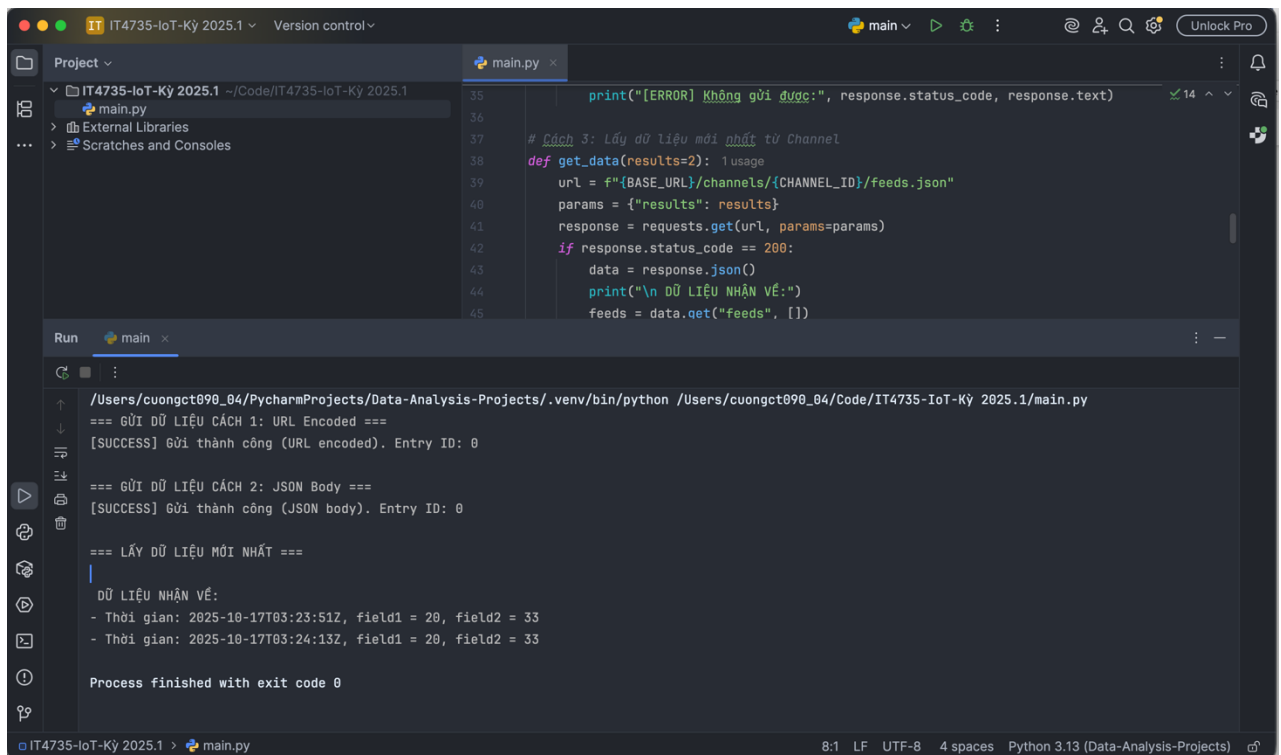 IT IT4735-IoT-Kỳ 2025.1 Version control main Unlock Pro
Project
main.py
IT4735-IoT-Kỳ 2025.1 ~/Code/IT4735-IoT-Kỳ 2025.1
main.py
External Libraries
Scratches and Consoles
35 print("[ERROR] Không gửi được:", response.status_code, response.text) 14
36
37 # Cách 3: Lấy dữ liệu mới nhất từ Channel
38 def get_data(results=2): 1 usage
39 url = f"{BASE_URL}/channels/{CHANNEL_ID}/feeds.json"
40 params = {"results": results}
41 response = requests.get(url, params=params)
42 if response.status_code == 200:
43 data = response.json()
44 print("\n DỮ LIỆU NHẬN VỀ:")
45 feeds = data.get("feeds", [])
Run main
/Users/cuongct090_04/PycharmProjects/Data-Analysis-Projects/.venv/bin/python /Users/cuongct090_04/Code/IT4735-IoT-Kỳ 2025.1/main.py
=== GỬI DỮ LIỆU CÁCH 1: URL Encoded ===
[SUCCESS] Gửi thành công (URL encoded). Entry ID: 0
=== GỬI DỮ LIỆU CÁCH 2: JSON Body ===
[SUCCESS] Gửi thành công (JSON body). Entry ID: 0
=== LẤY DỮ LIỆU MỚI NHẤT ===
DỮ LIỆU NHẬN VỀ:
- Thời gian: 2025-10-17T03:23:51Z, field1 = 20, field2 = 33
- Thời gian: 2025-10-17T03:24:13Z, field1 = 20, field2 = 33
Process finished with exit code 0
IT4735-IoT-Kỳ 2025.1 > main.py 8:1 LF UTF-8 4 spaces Python 3.13 (Data-Analysis-Projects)